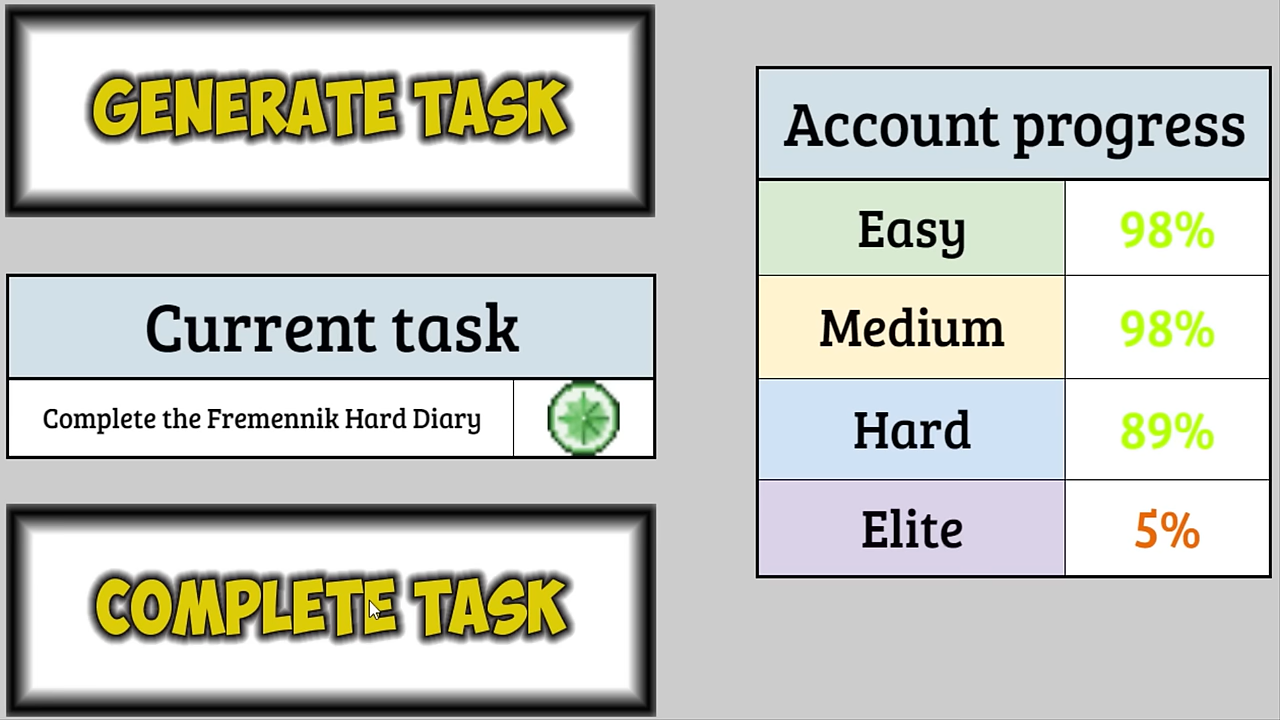 GENERATE TASK
Current task
Complete the Fremennik Hard Diary
COMPLETE TASK
Account progress
Easy 98%
Medium 98%
Hard 89%
Elite 5%